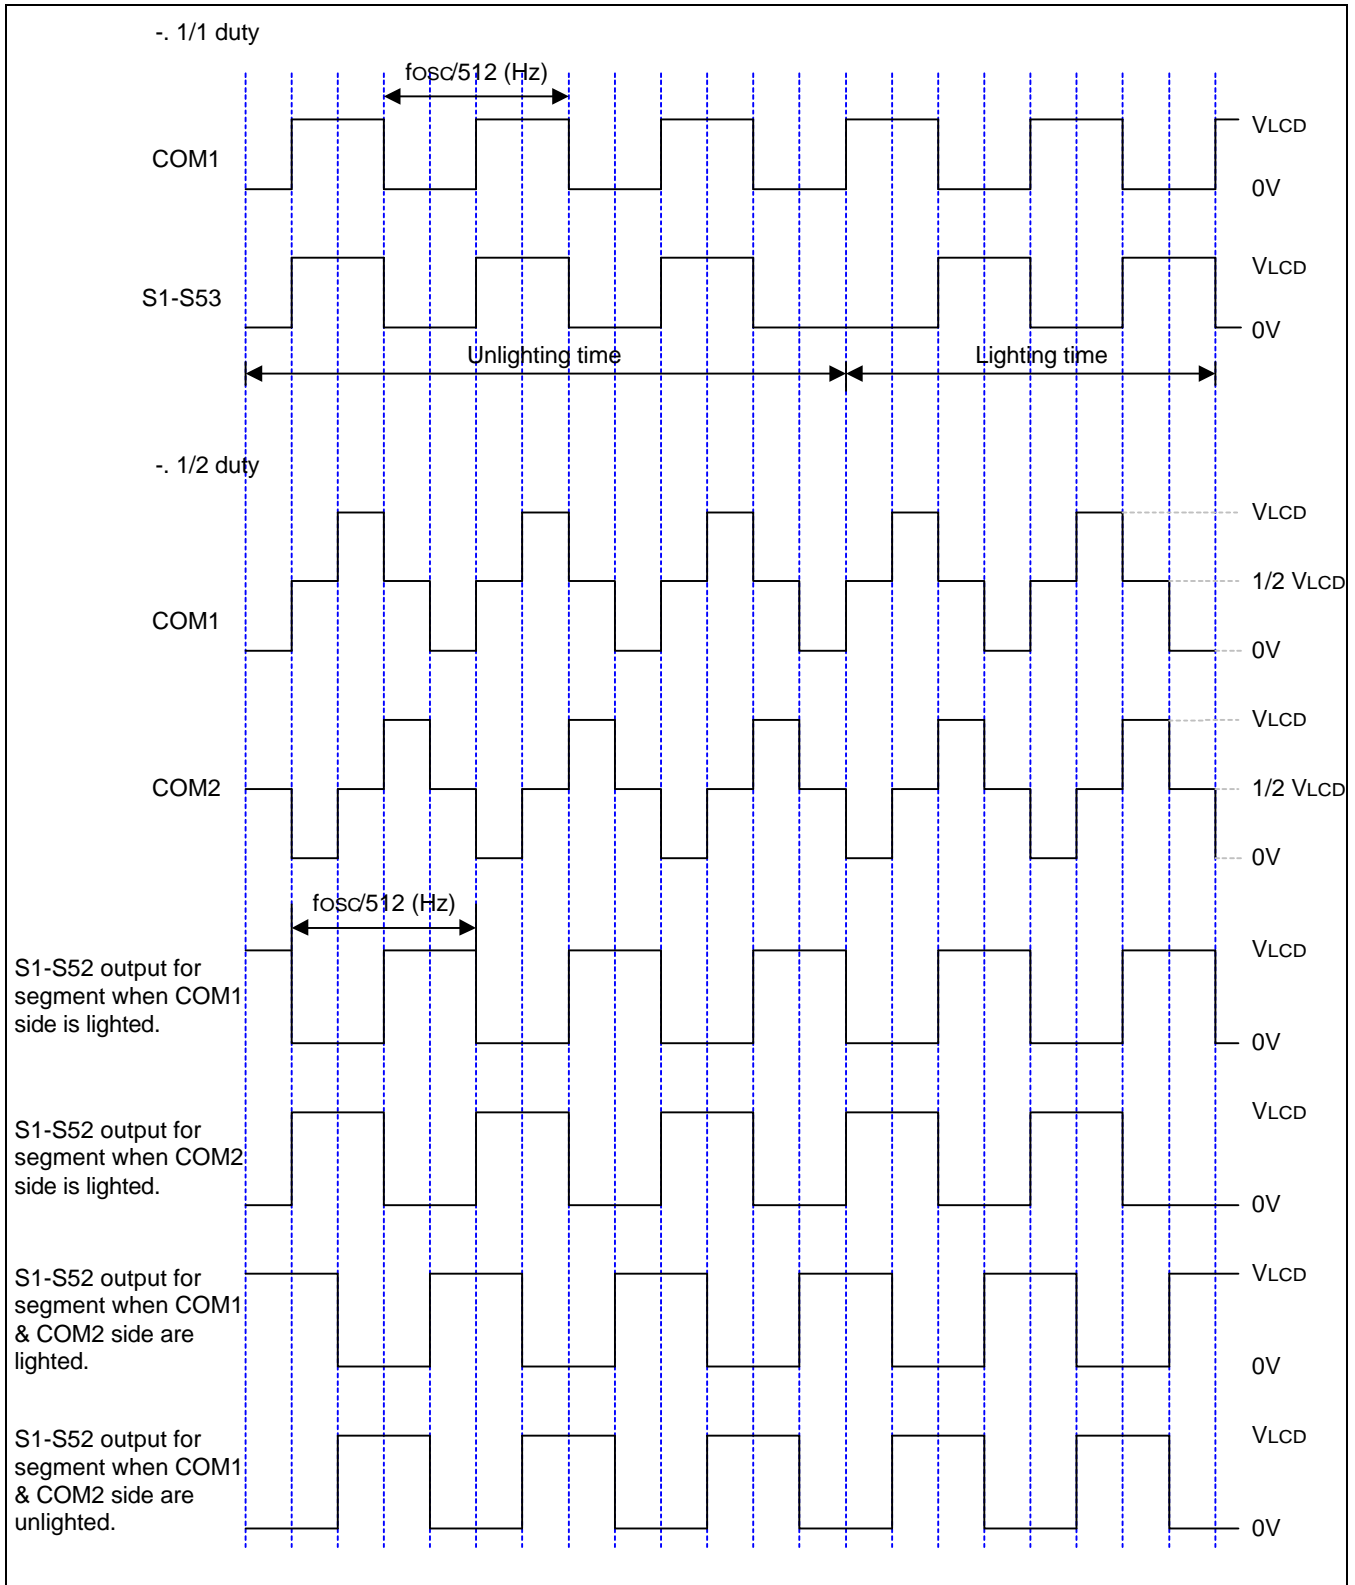 -. 1/1 duty
fosc/512 (Hz)
VLCD
COM1
0V
VLCD
S1-S53
0V
Unlighting time
Lighting time
-. 1/2 duty
VLCD
1/2 VLCD
COM1
0V
VLCD
COM2
1/2 VLCD
0V
fosc/512 (Hz)
VLCD
S1-S52 output for
segment when COM1
side is lighted.
0V
VLCD
S1-S52 output for
segment when COM2
side is lighted.
0V
VLCD
S1-S52 output for
segment when COM1
& COM2 side are
lighted.
0V
VLCD
S1-S52 output for
segment when COM1
& COM2 side are
unlighted.
0V